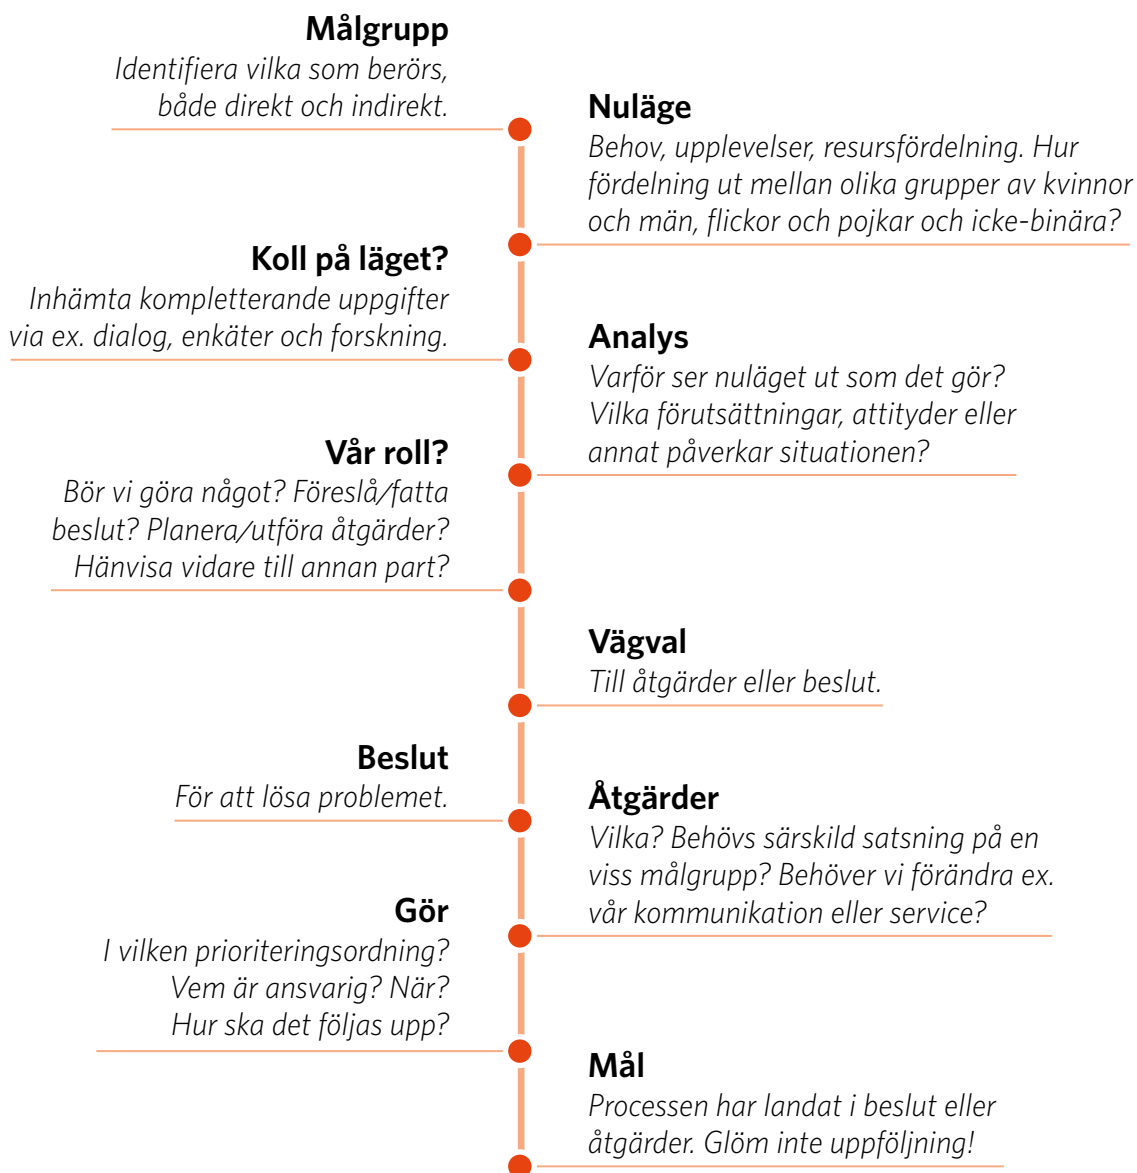 Målgrupp
Identifiera vilka som berörs,
både direkt och indirekt.
Nuläge
Behov, upplevelser, resursfördelning. Hur
fördelning ut mellan olika grupper av kvinnor
och män, flickor och pojkar och icke-binära?
Koll på läget?
Inhämta kompletterande uppgifter
via ex. dialog, enkäter och forskning.
Analys
Varför ser nuläget ut som det gör?
Vilka förutsättningar, attityder eller
annat påverkar situationen?
Vår roll?
Bör vi göra något? Föreslå/fatta
beslut? Planera/utföra åtgärder?
Hänvisa vidare till annan part?
Vägval
Till åtgärder eller beslut.
Beslut
För att lösa problemet.
Åtgärder
Vilka? Behövs särskild satsning på en
viss målgrupp? Behöver vi förändra ex.
vår kommunikation eller service?
Gör
I vilken prioriteringsordning?
Vem är ansvarig? När?
Hur ska det följas upp?
Mål
Processen har landat i beslut eller
åtgärder. Glöm inte uppföljning!